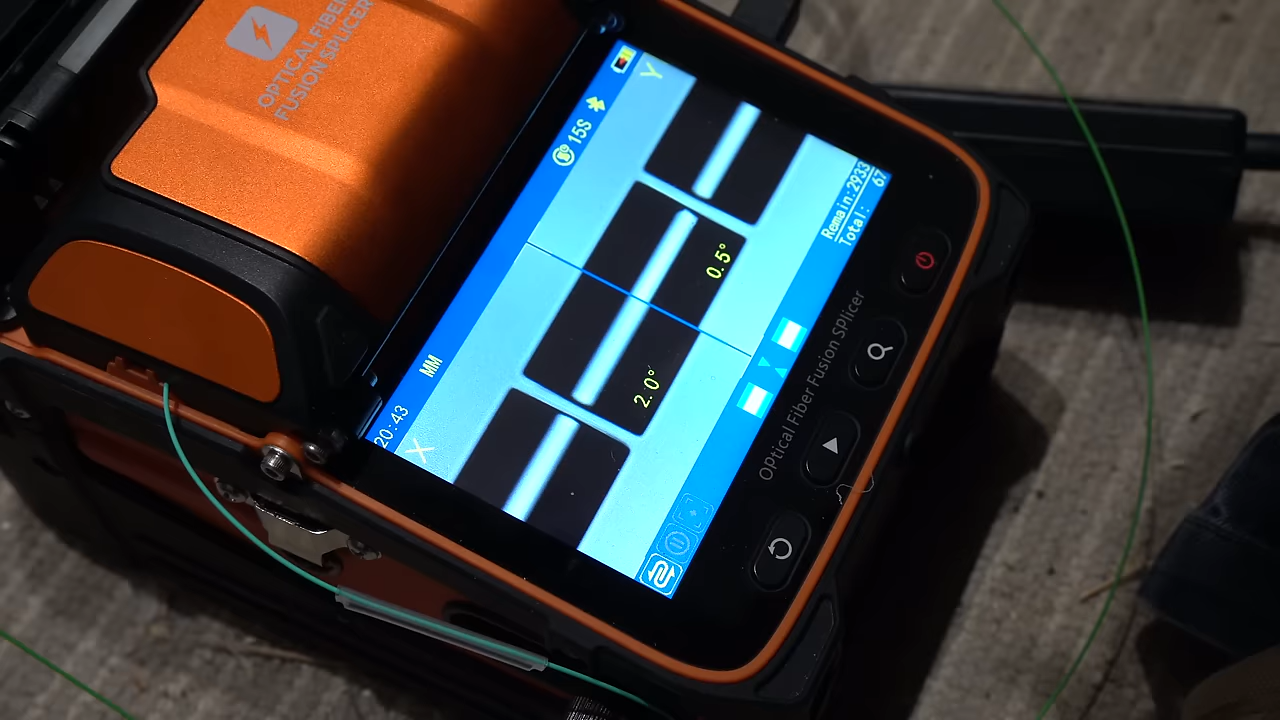 OPTICAL FIBER
FUSION SPLICER
Y
15S
Remain:2933
Total: 67
0.5°
2.0°
MM
20:43
X
OPtical Fiber Fusion SPlicer